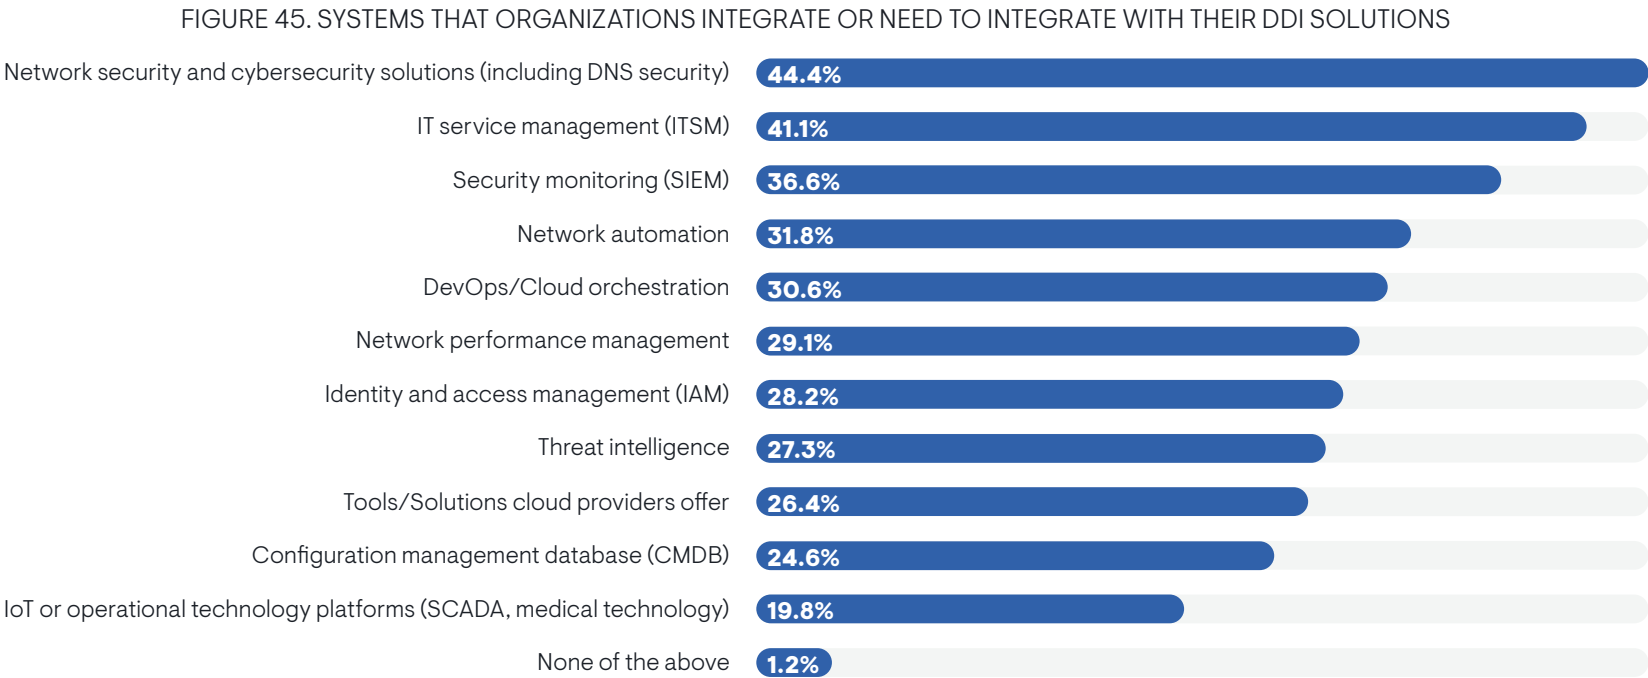 FIGURE 45. SYSTEMS THAT ORGANIZATIONS INTEGRATE OR NEED TO INTEGRATE WITH THEIR DDI SOLUTIONS
Network security and cybersecurity solutions (including DNS security) 44.4%
IT service management (ITSM) 41.1%
Security monitoring (SIEM) 36.6%
Network automation 31.8%
DevOps/Cloud orchestration 30.6%
Network performance management 29.1%
Identity and access management (IAM) 28.2%
Threat intelligence 27.3%
Tools/Solutions cloud providers offer 26.4%
Configuration management database (CMDB) 24.6%
IoT or operational technology platforms (SCADA, medical technology) 19.8%
None of the above 1.2%